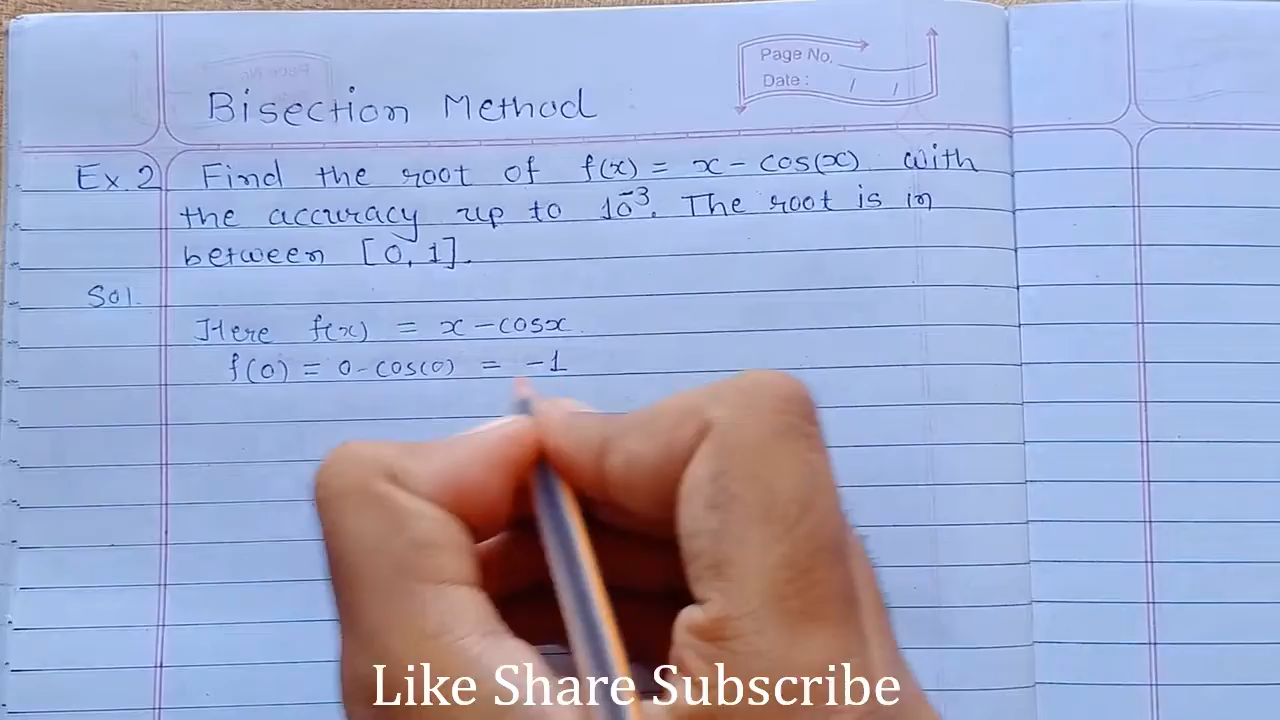 Page No.
Date : / /
Bisection Method
Ex. 2 Find the root of f(x) = x - cos(x) with
the accuracy up to 10⁻³. The root is in
between [0, 1].
Sol.
Here f(x) = x - cosx.
f(0) = 0 - cos(0) = -1
Like Share Subscribe